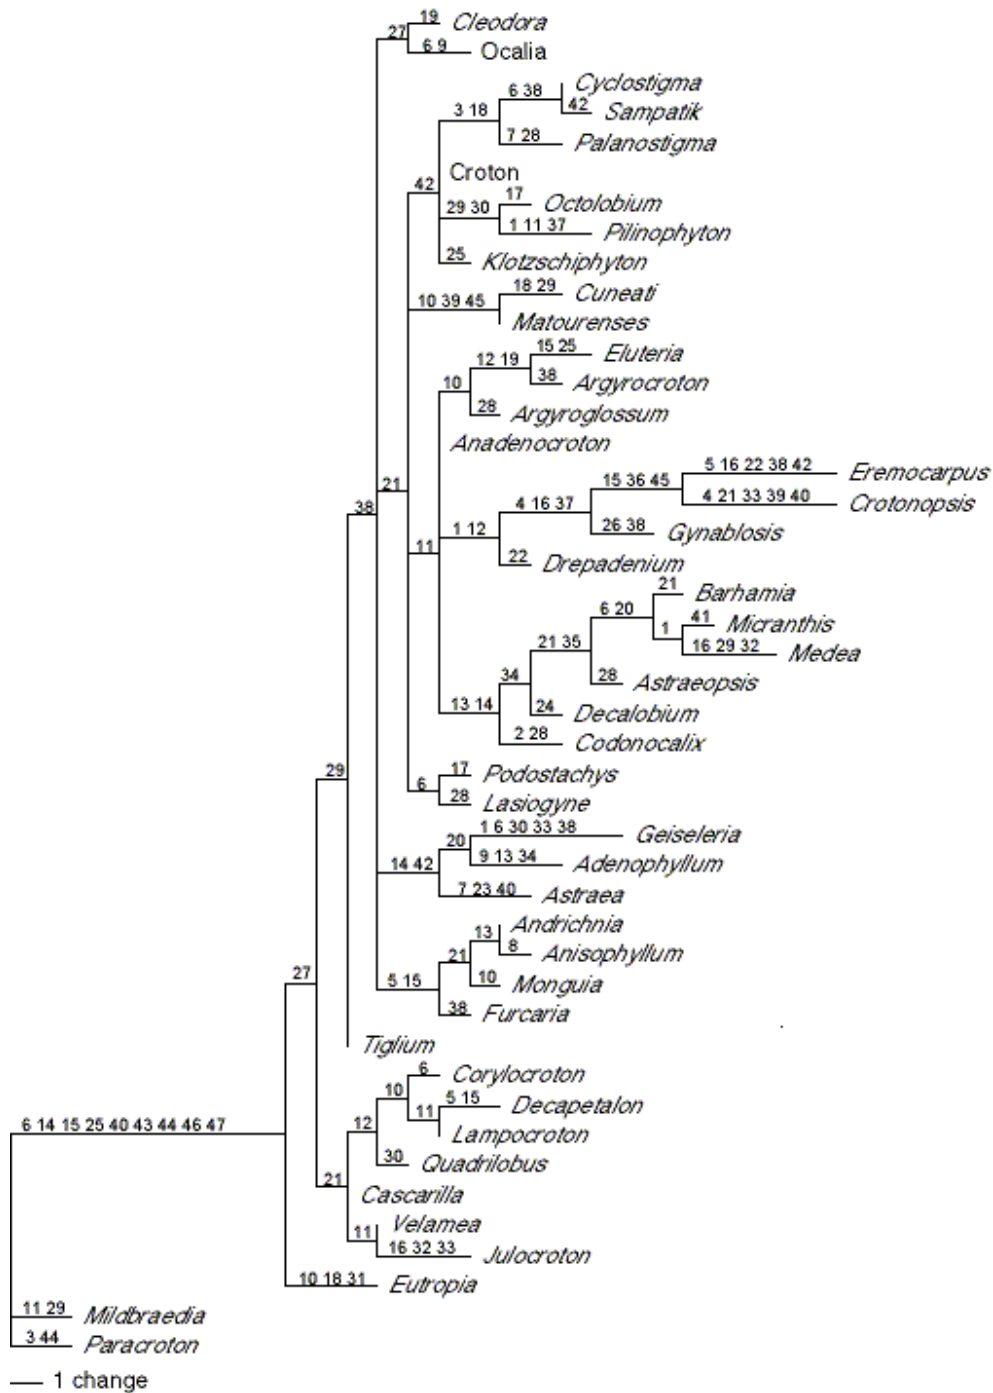 19 Cleodora
27
6 9 Ocalia
Cyclostigma
6 38
42 Sampatik
3 18
7 28 Palanostigma
Croton
42
17 Octolobium
29 30
1 11 37 Pilinophyton
25 Klotzschiphyton
18 29 Cuneati
10 39 45
Matourenses
15 25 Eluteria
12 19
38 Argyrocroton
10
28 Argyroglossum
Anadenocroton
5 16 22 38 42 Eremocarpus
15 36 45
21
4 21 33 39 40 Crotonopsis
38
4 16 37
26 38 Gynablosis
1 12
11
22 Drepadenium
21 Barhamia
6 20
41 Micranthis
1
16 29 32 Medea
21 35
34
28 Astraeopsis
13 14
24 Decalobium
2 28 Codonocalix
29
17 Podostachys
6
28 Lasiogyne
1 6 30 33 38 Geiseleria
20
9 13 34 Adenophyllum
14 42
7 23 40 Astraea
Andrichnia
13
8 Anisophyllum
21
27
10 Monguia
5 15
38 Furcaria
Tiglium
6 Corylocroton
10
5 15 Decapetalon
11
Lampocroton
12
6 14 15 25 40 43 44 46 47
30 Quadrilobus
21
Cascarilla
Velamea
11
16 32 33 Julocroton
10 18 31 Eutropia
11 29 Mildbraedia
3 44 Paracroton
1 change